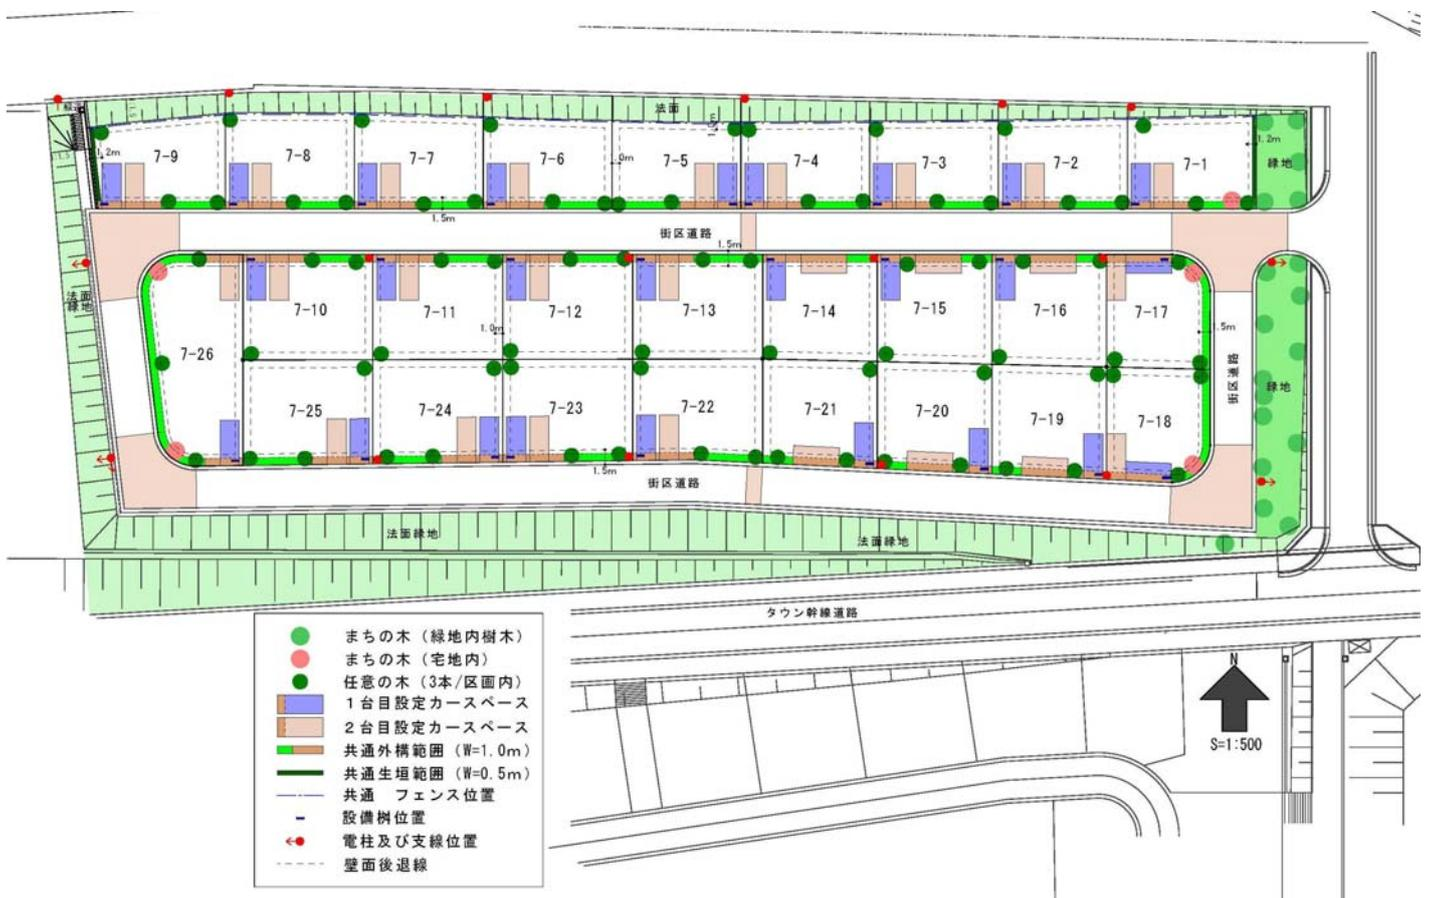 法面
7-9
7-8
7-7
7-6
7-5
7-4
7-3
7-2
7-1
緑地
1.2m
.2m
1.0m
.0m
1.5m
街区道路
1.5m
法面
緑地
7-10
7-11
7-12
7-13
7-14
7-15
7-16
7-17
1.0m
7-26
1.5m
街区道路
緑地
7-25
7-24
7-23
7-22
7-21
7-20
7-19
7-18
1.5m
街区道路
法面緑地
法面緑地
タウン幹線道路
まちの木（緑地内樹木）
まちの木（宅地内）
任意の木（3本/区画内）
1台目設定カースペース
2台目設定カースペース
共通外構範囲（W=1.0m）
共通生垣範囲（W=0.5m）
共通　フェンス位置
設備桝位置
電柱及び支線位置
壁面後退線
N
S=1:500